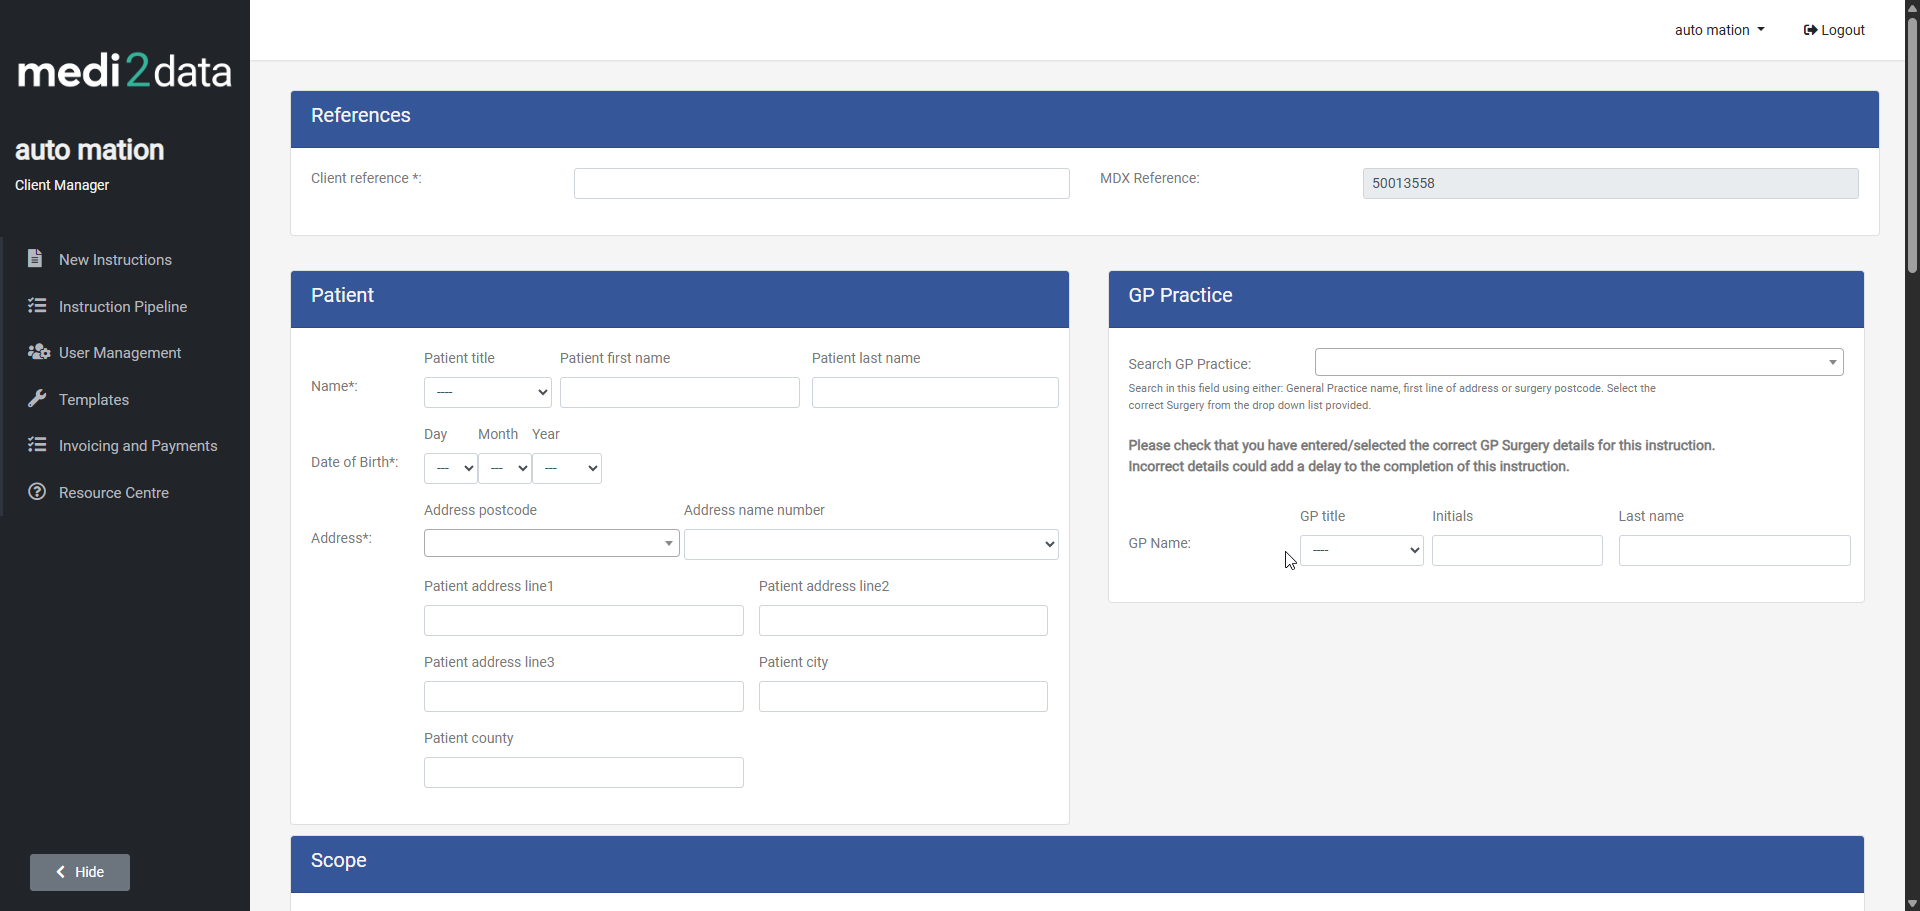 medi2data
auto mation
Client Manager
New Instructions
Instruction Pipeline
User Management
Templates
Invoicing and Payments
Resource Centre
Hide
auto mation
Logout
References
Client reference *:
MDX Reference:
50013558
Patient
Patient title
Patient first name
Patient last name
Name*:
----
Day
Month
Year
Date of Birth*:
---
---
---
Address postcode
Address name number
Address*:
Patient address line1
Patient address line2
Patient address line3
Patient city
Patient county
GP Practice
Search GP Practice:
Search in this field using either: General Practice name, first line of address or surgery postcode. Select the
correct Surgery from the drop down list provided.
Please check that you have entered/selected the correct GP Surgery details for this instruction.
Incorrect details could add a delay to the completion of this instruction.
GP title
Initials
Last name
GP Name:
----
Scope